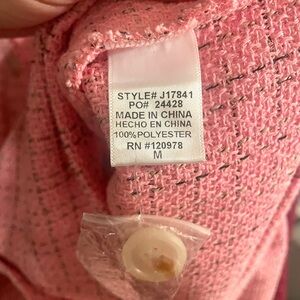 STYLE# J17841
PO# 24428
MADE IN CHINA
HECHO EN CHINA
100%POLYESTER
RN #120978
M